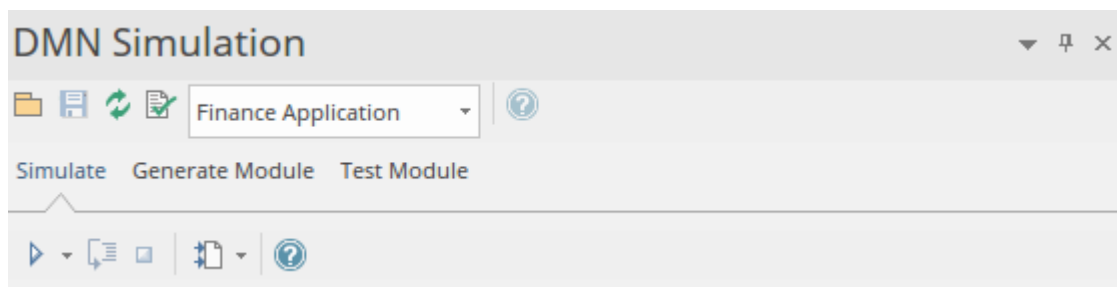 DMN Simulation
Finance Application
Simulate Generate Module Test Module